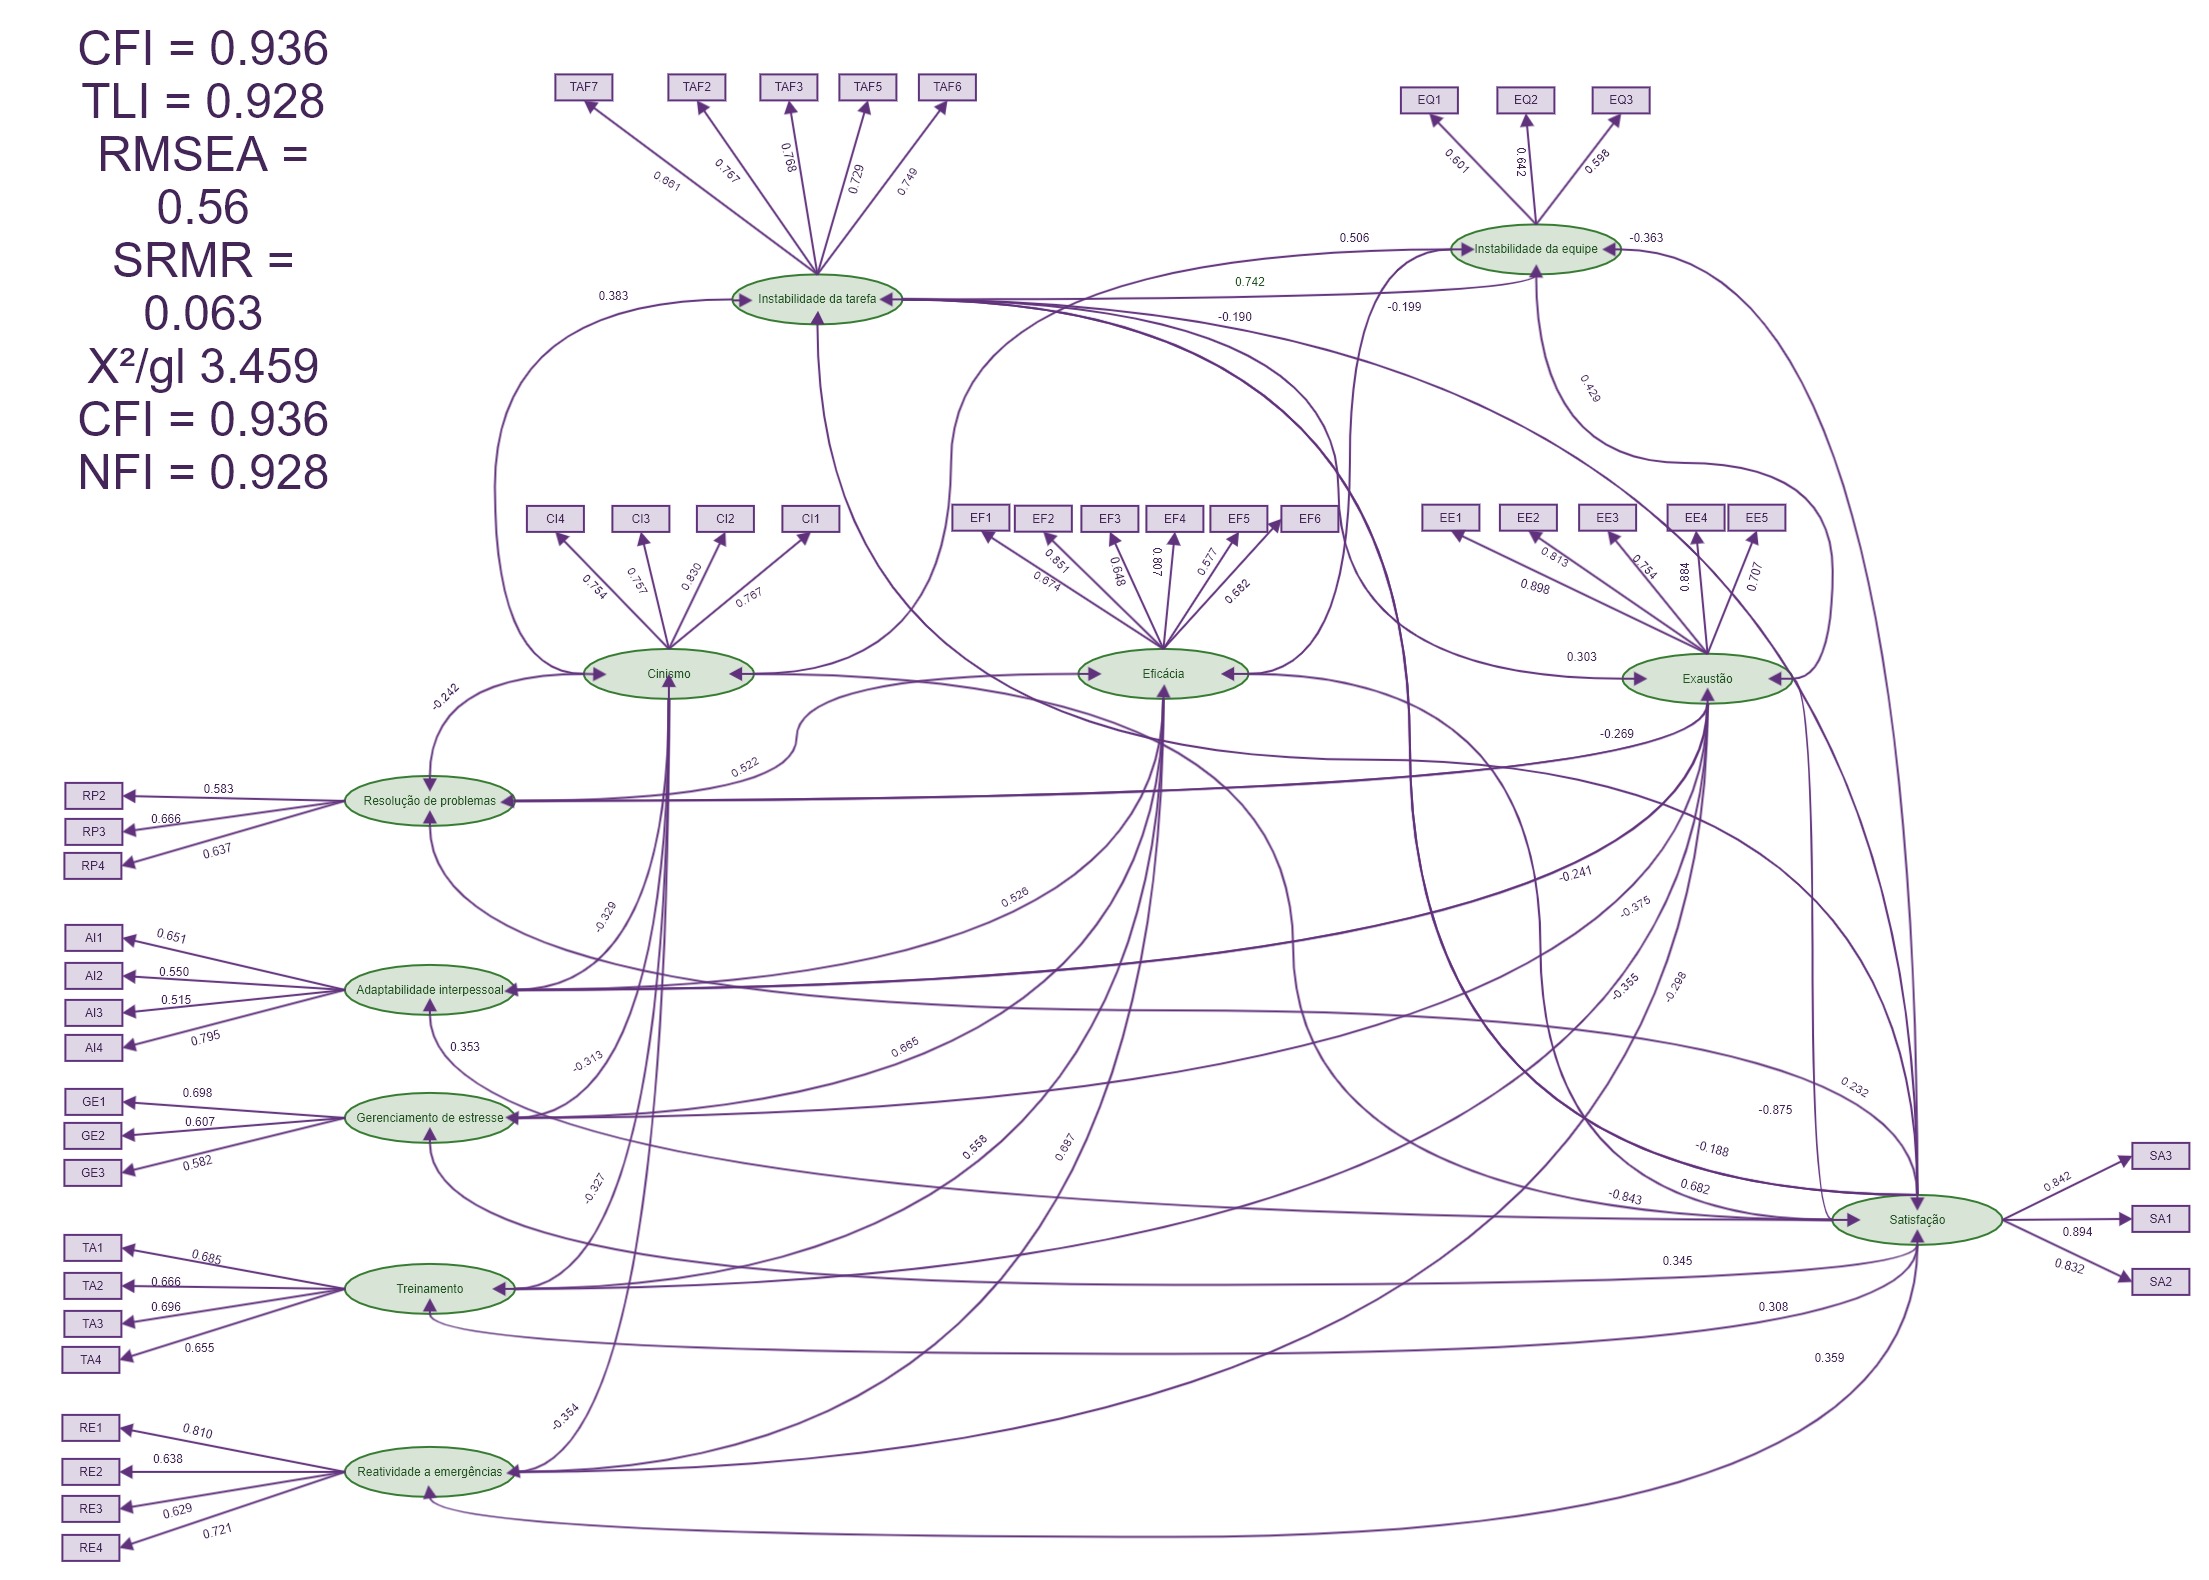 CFI = 0.936
TLI = 0.928
RMSEA =
0.56
SRMR =
0.063
X²/gl 3.459
CFI = 0.936
NFI = 0.928
TAF7
TAF2
TAF3
TAF5
TAF6
EQ1
EQ2
EQ3
0.661
0.767
0.768
0.729
0.749
0.601
0.642
0.598
Instabilidade da tarefa
Instabilidade da equipe
0.383
0.506
0.742
-0.190
-0.199
-0.363
0.429
CI4
CI3
CI2
CI1
EF1
EF2
EF3
EF4
EF5
EF6
EE1
EE2
EE3
EE4
EE5
0.754
0.757
0.830
0.767
0.674
0.851
0.648
0.807
0.577
0.682
0.898
0.813
0.754
0.884
0.707
Cinismo
Eficácia
Exaustão
0.303
-0.242
0.522
-0.269
RP2
RP3
RP4
0.583
0.666
0.637
Resolução de problemas
-0.329
0.526
-0.241
-0.375
AI1
AI2
AI3
AI4
0.651
0.550
0.515
0.795
Adaptabilidade interpessoal
0.353
-0.313
0.665
-0.355
-0.298
GE1
GE2
GE3
0.698
0.607
0.582
Gerenciamento de estresse
-0.327
0.558
0.687
0.232
-0.875
-0.188
-0.843
0.682
Satisfação
SA3
SA1
SA2
0.842
0.894
0.832
TA1
TA2
TA3
TA4
0.685
0.666
0.696
0.655
Treinamento
0.345
0.308
0.359
-0.354
RE1
RE2
RE3
RE4
0.810
0.638
0.629
0.721
Reatividade a emergências